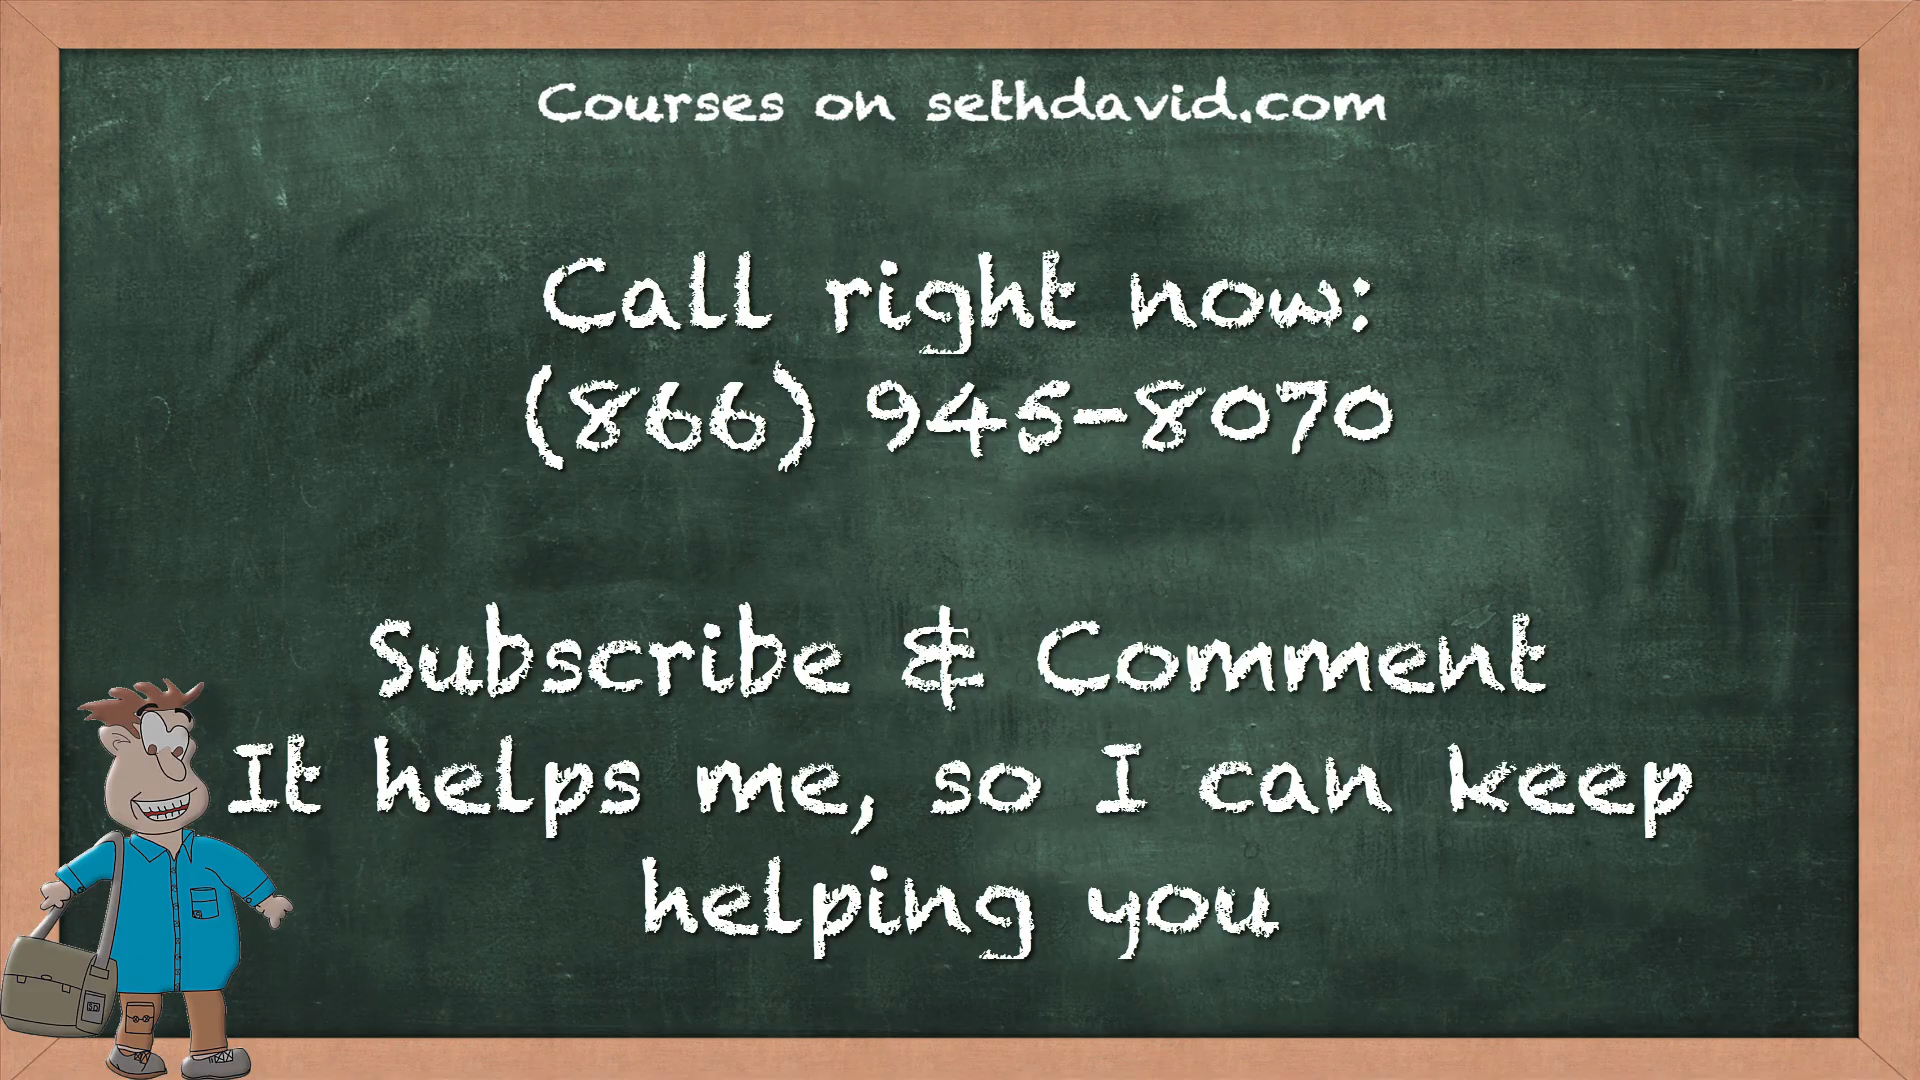 Courses on sethdavid.com
Call right now:
(866) 945-8070
Subscribe & Comment
It helps me, so I can keep
helping you
SD